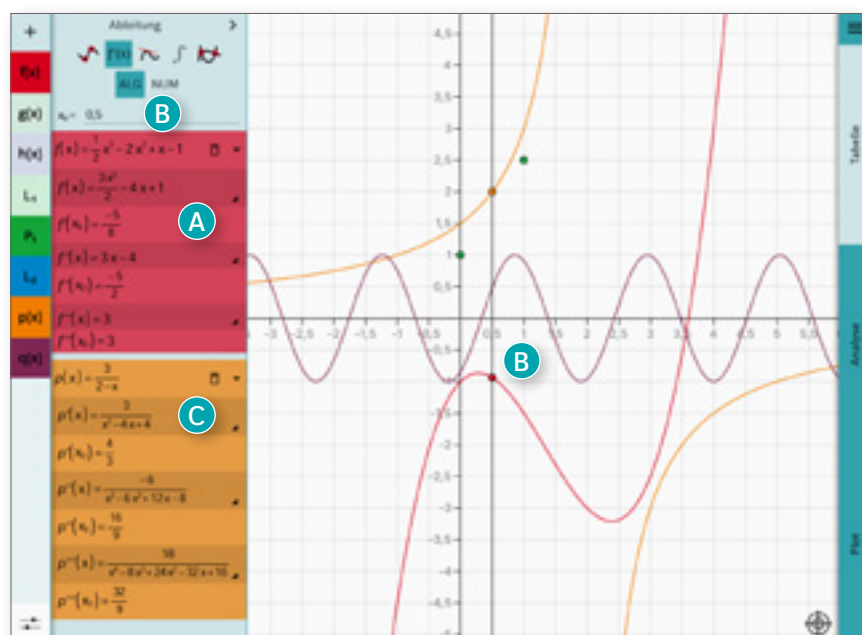 Ableitung
+
f(x)
f'(x)
ALG NUM
B
g(x)
x₀= 0,5
h(x)
f(x)=1/2x³-2x²+x-1
f'(x)=3x²/2-4x+1
L₁
A
f'(x₀)=-5/8
P₁
f''(x)=3x-4
f''(x₀)=-5/2
L₂
p(x)
f'''(x)=3
f'''(x₀)=3
q(x)
p(x)=3/(2-x)
p'(x)=3/(x²-4x+4)
C
p'(x₀)=4/3
p''(x)=-6/(x³-6x²+12x-8)
p''(x₀)=16/9
p'''(x)=18/(x⁴-8x³+24x²-32x+16)
p'''(x₀)=32/9
4,5
4
3,5
3
2,5
2
1,5
1
0,5
-3 -2,5 -2 -1,5 -1 -0,5 0 0,5 1 1,5 2 2,5 3 3,5 4 4,5 5 5,5
-0,5
B
-1
-1,5
-2
-2,5
-3
-3,5
-4
-4,5
Tabelle
Analyse
Plot